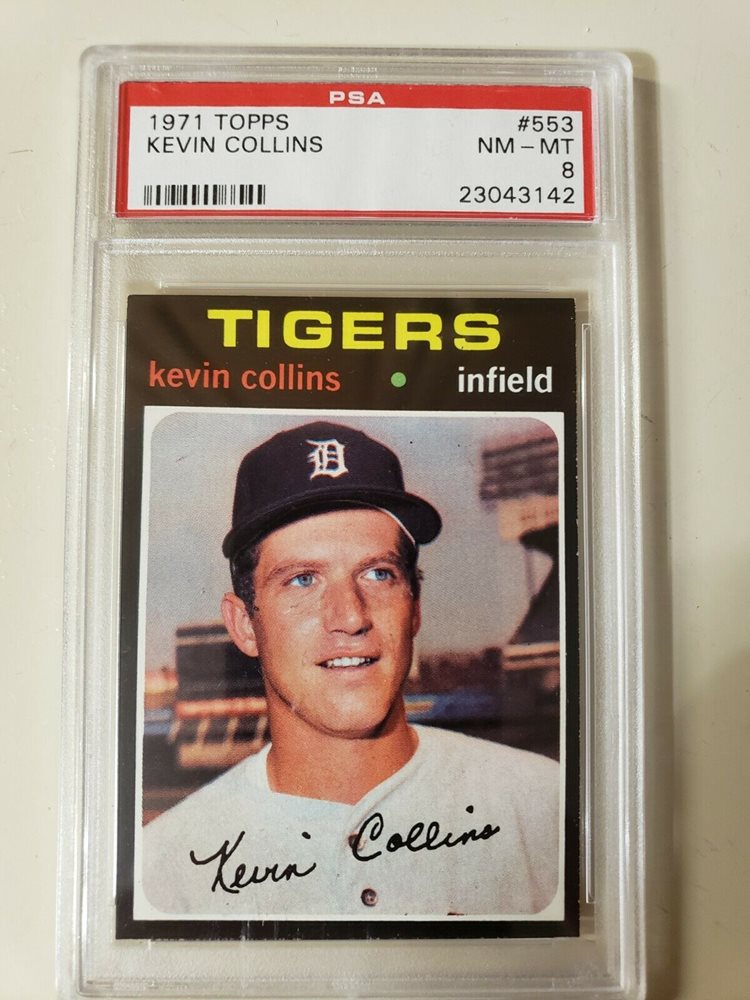 PSA
1971 TOPPS #553
KEVIN COLLINS NM-MT
8
23043142
TIGERS
kevin collins • infield
D
Kevin Collins